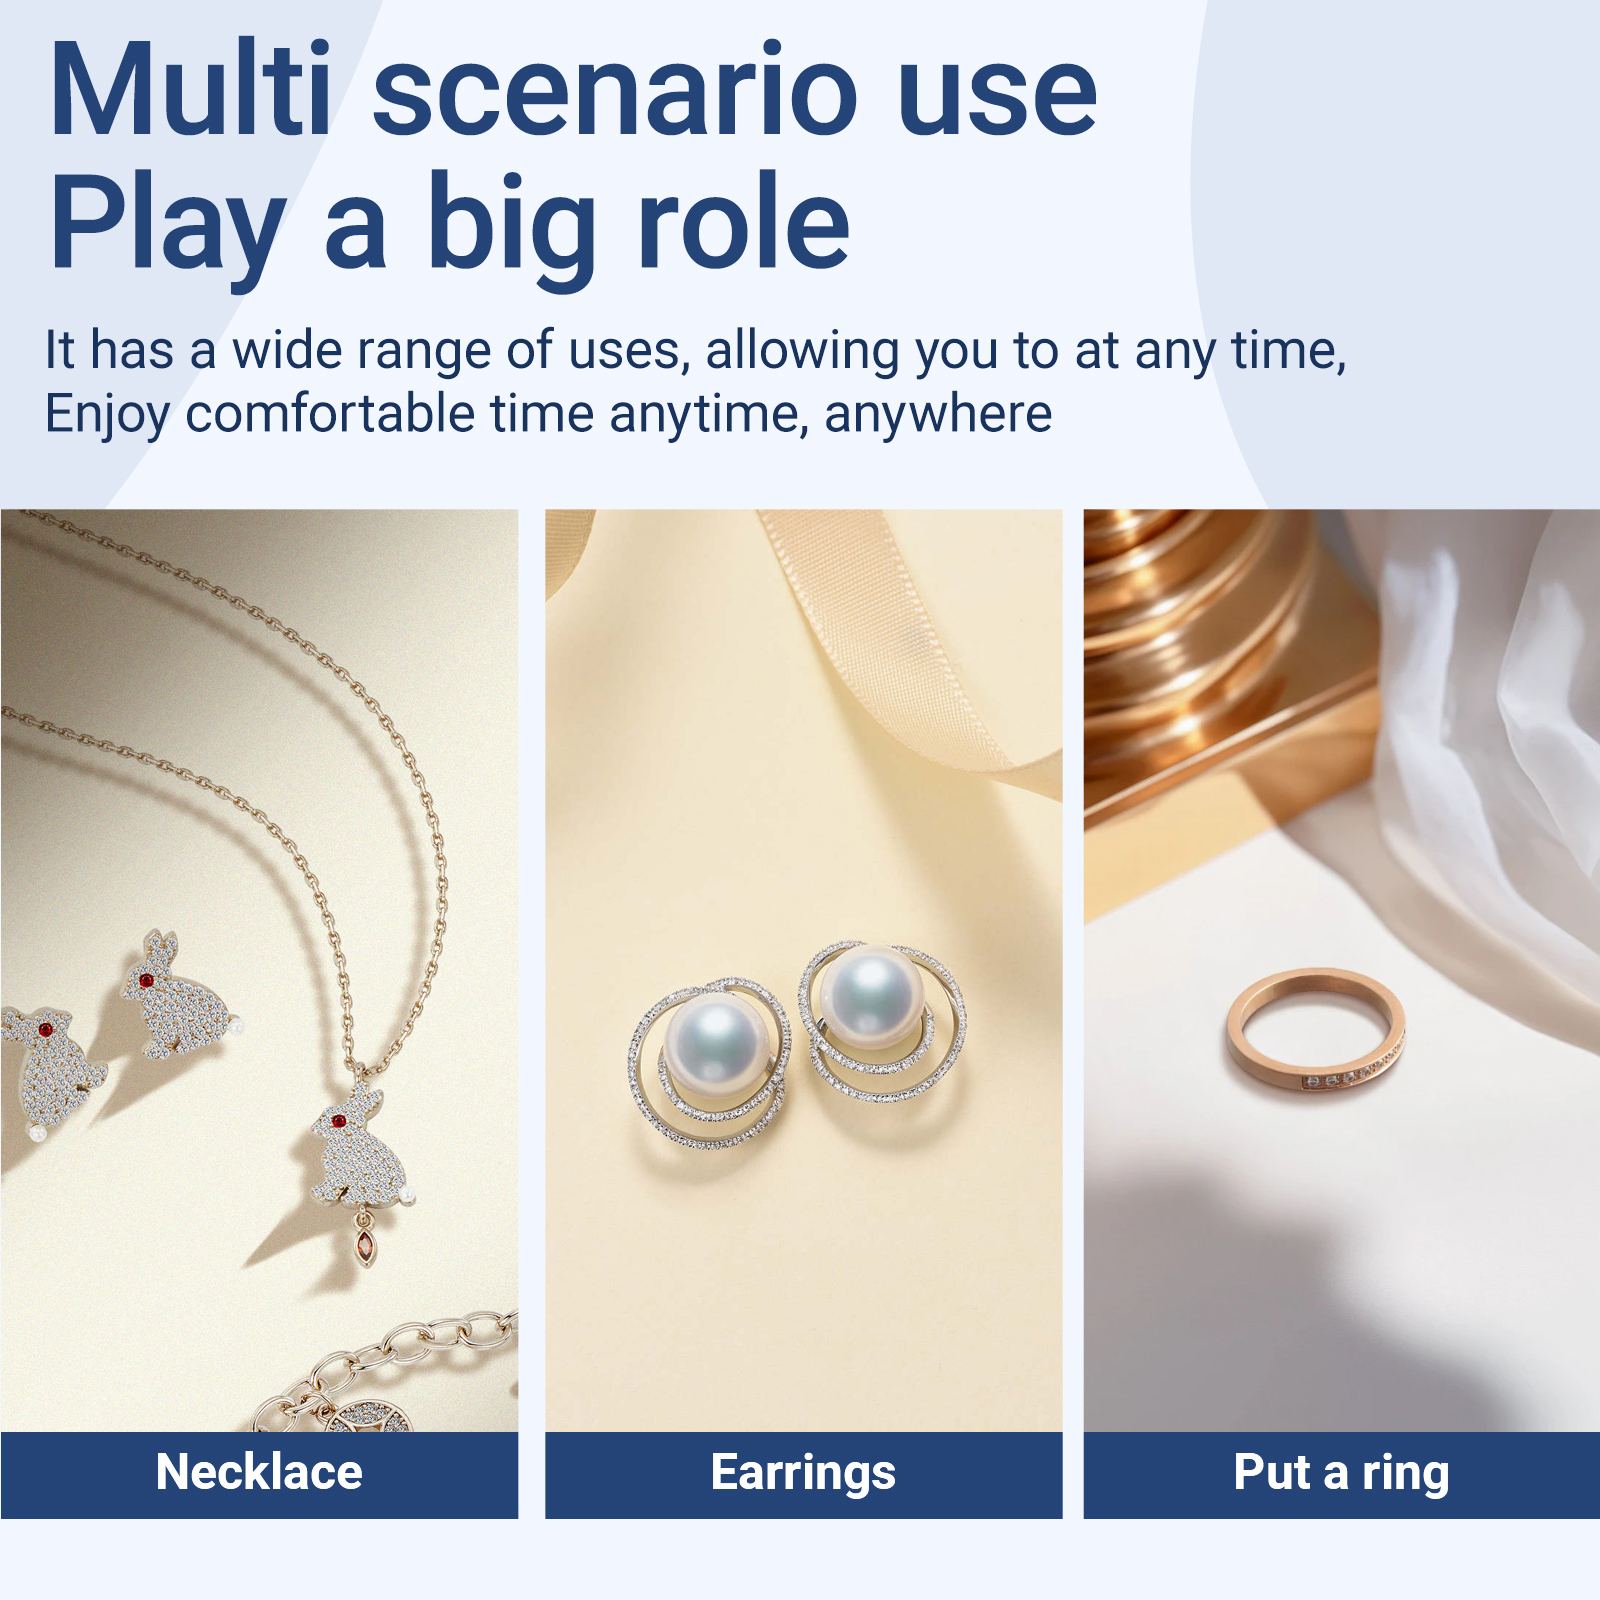 Multi scenario use
Play a big role
It has a wide range of uses, allowing you to at any time,
Enjoy comfortable time anytime, anywhere
Necklace
Earrings
Put a ring